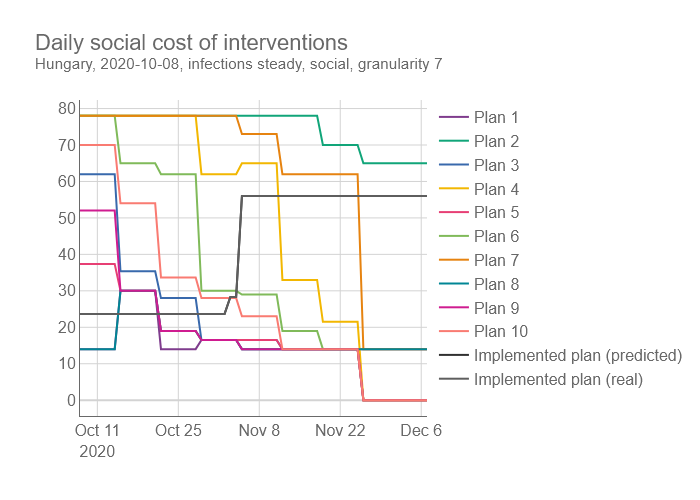 Daily social cost of interventions
Hungary, 2020-10-08, infections steady, social, granularity 7
80
70
60
50
40
30
20
10
0
Oct 11
2020
Oct 25
Nov 8
Nov 22
Dec 6
Plan 1
Plan 2
Plan 3
Plan 4
Plan 5
Plan 6
Plan 7
Plan 8
Plan 9
Plan 10
Implemented plan (predicted)
Implemented plan (real)